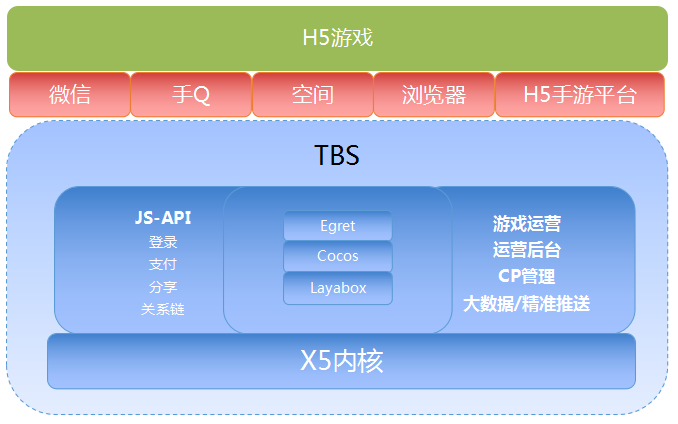 H5游戏
微信
手Q
空间
浏览器
H5手游平台
TBS
JS-API
登录
支付
分享
关系链
Egret
Cocos
Layabox
游戏运营
运营后台
CP管理
大数据/精准推送
X5内核